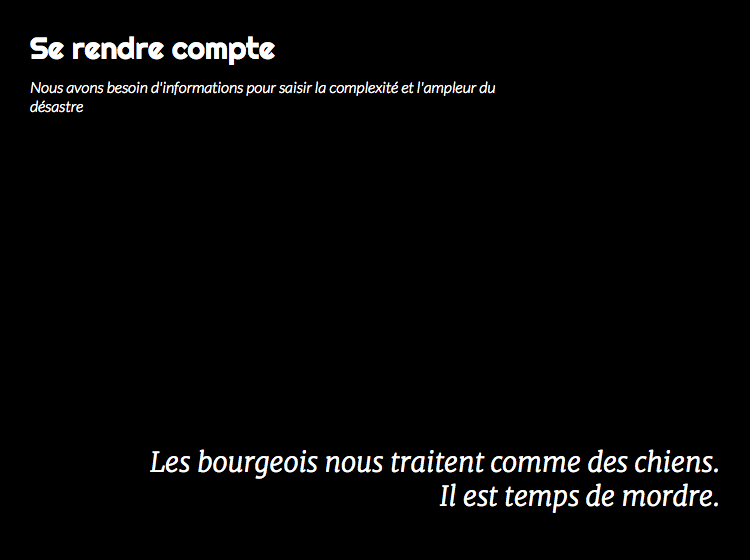 Se rendre compte
Nous avons besoin d'informations pour saisir la complexité et l'ampleur du
désastre
Les bourgeois nous traitent comme des chiens.
Il est temps de mordre.